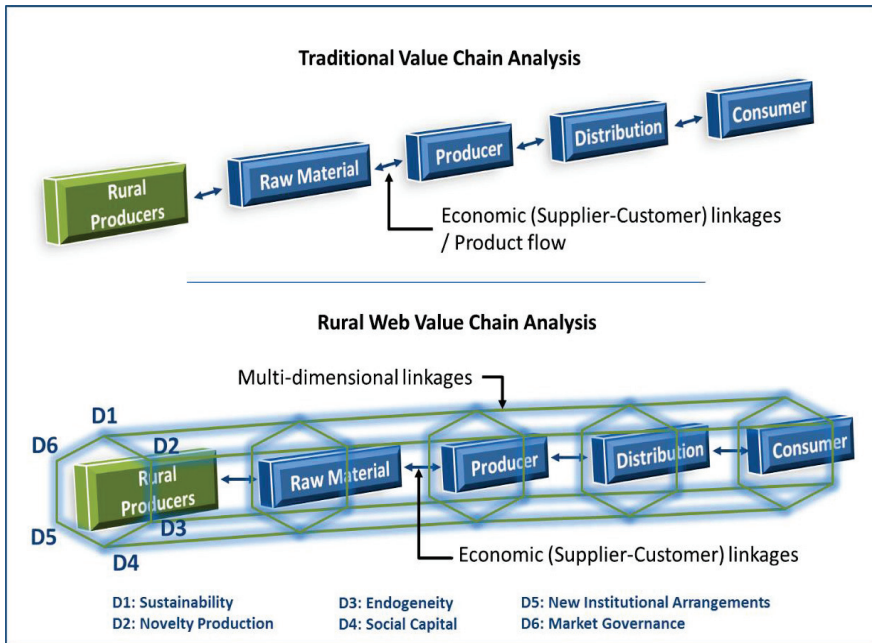 Traditional Value Chain Analysis
Consumer
Distribution
Producer
Raw Material
Rural
Producers
Economic (Supplier-Customer) linkages
/ Product flow
Rural Web Value Chain Analysis
Multi-dimensional linkages
D1
D6
D2
Rural
Producers
Raw Material
Producer
Distribution
Consumer
D3
D5
D4
Economic (Supplier-Customer) linkages
D1: Sustainability
D2: Novelty Production
D3: Endogeneity
D4: Social Capital
D5: New Institutional Arrangements
D6: Market Governance